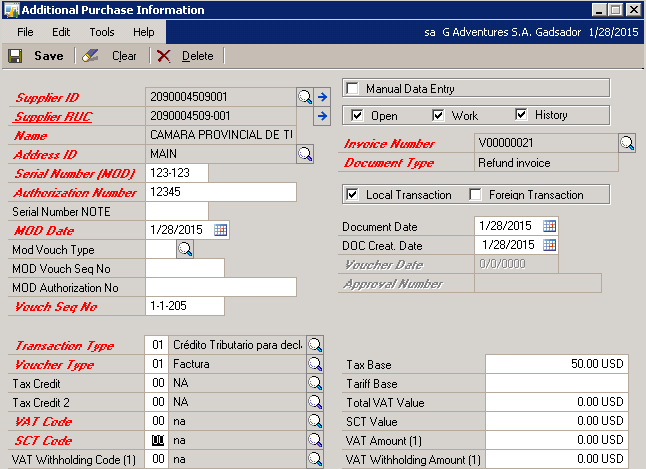 Additional Purchase Information
File Edit Tools Help sa G Adventures S.A. Gadsador 1/28/2015
Save Clear Delete
Supplier ID 2090004509001
Supplier RUC 2090004509-001
Name CAMARA PROVINCIAL DE TU
Address ID MAIN
Serial Number (MOD) 123-123
Authorization Number 12345
Serial Number NOTE
MOD Date 1/28/2015
Mod Vouch Type
MOD Vouch Seq No
MOD Authorization No
Vouch Seq No 1-1-205
Manual Data Entry
Open Work History
Invoice Number V00000021
Document Type Refund invoice
Local Transaction Foreign Transaction
Document Date 1/28/2015
DOC Creat. Date 1/28/2015
Voucher Date 0/0/0000
Approval Number
Transaction Type 01 Crédito Tributario para decla
Voucher Type 01 Factura
Tax Credit 00 NA
Tax Credit 2 00 NA
VAT Code 00 na
SCT Code 00 na
VAT Withholding Code (1) 00 na
Tax Base 50.00 USD
Tariff Base
Total VAT Value 0.00 USD
SCT Value 0.00 USD
VAT Amount (1) 0.00 USD
VAT Withholding Amount (1) 0.00 USD